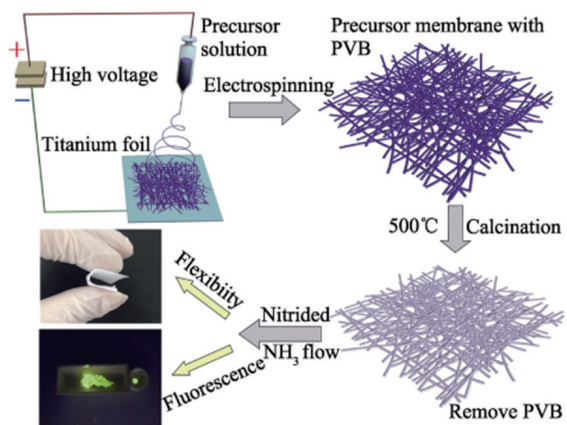 Precursor
solution
+
High voltage
−
Titanium foil
Electrospinning
Precursor membrane with
PVB
500℃ Calcination
Flexibiity
Nitrided
NH₃ flow
Fluorescence
Remove PVB